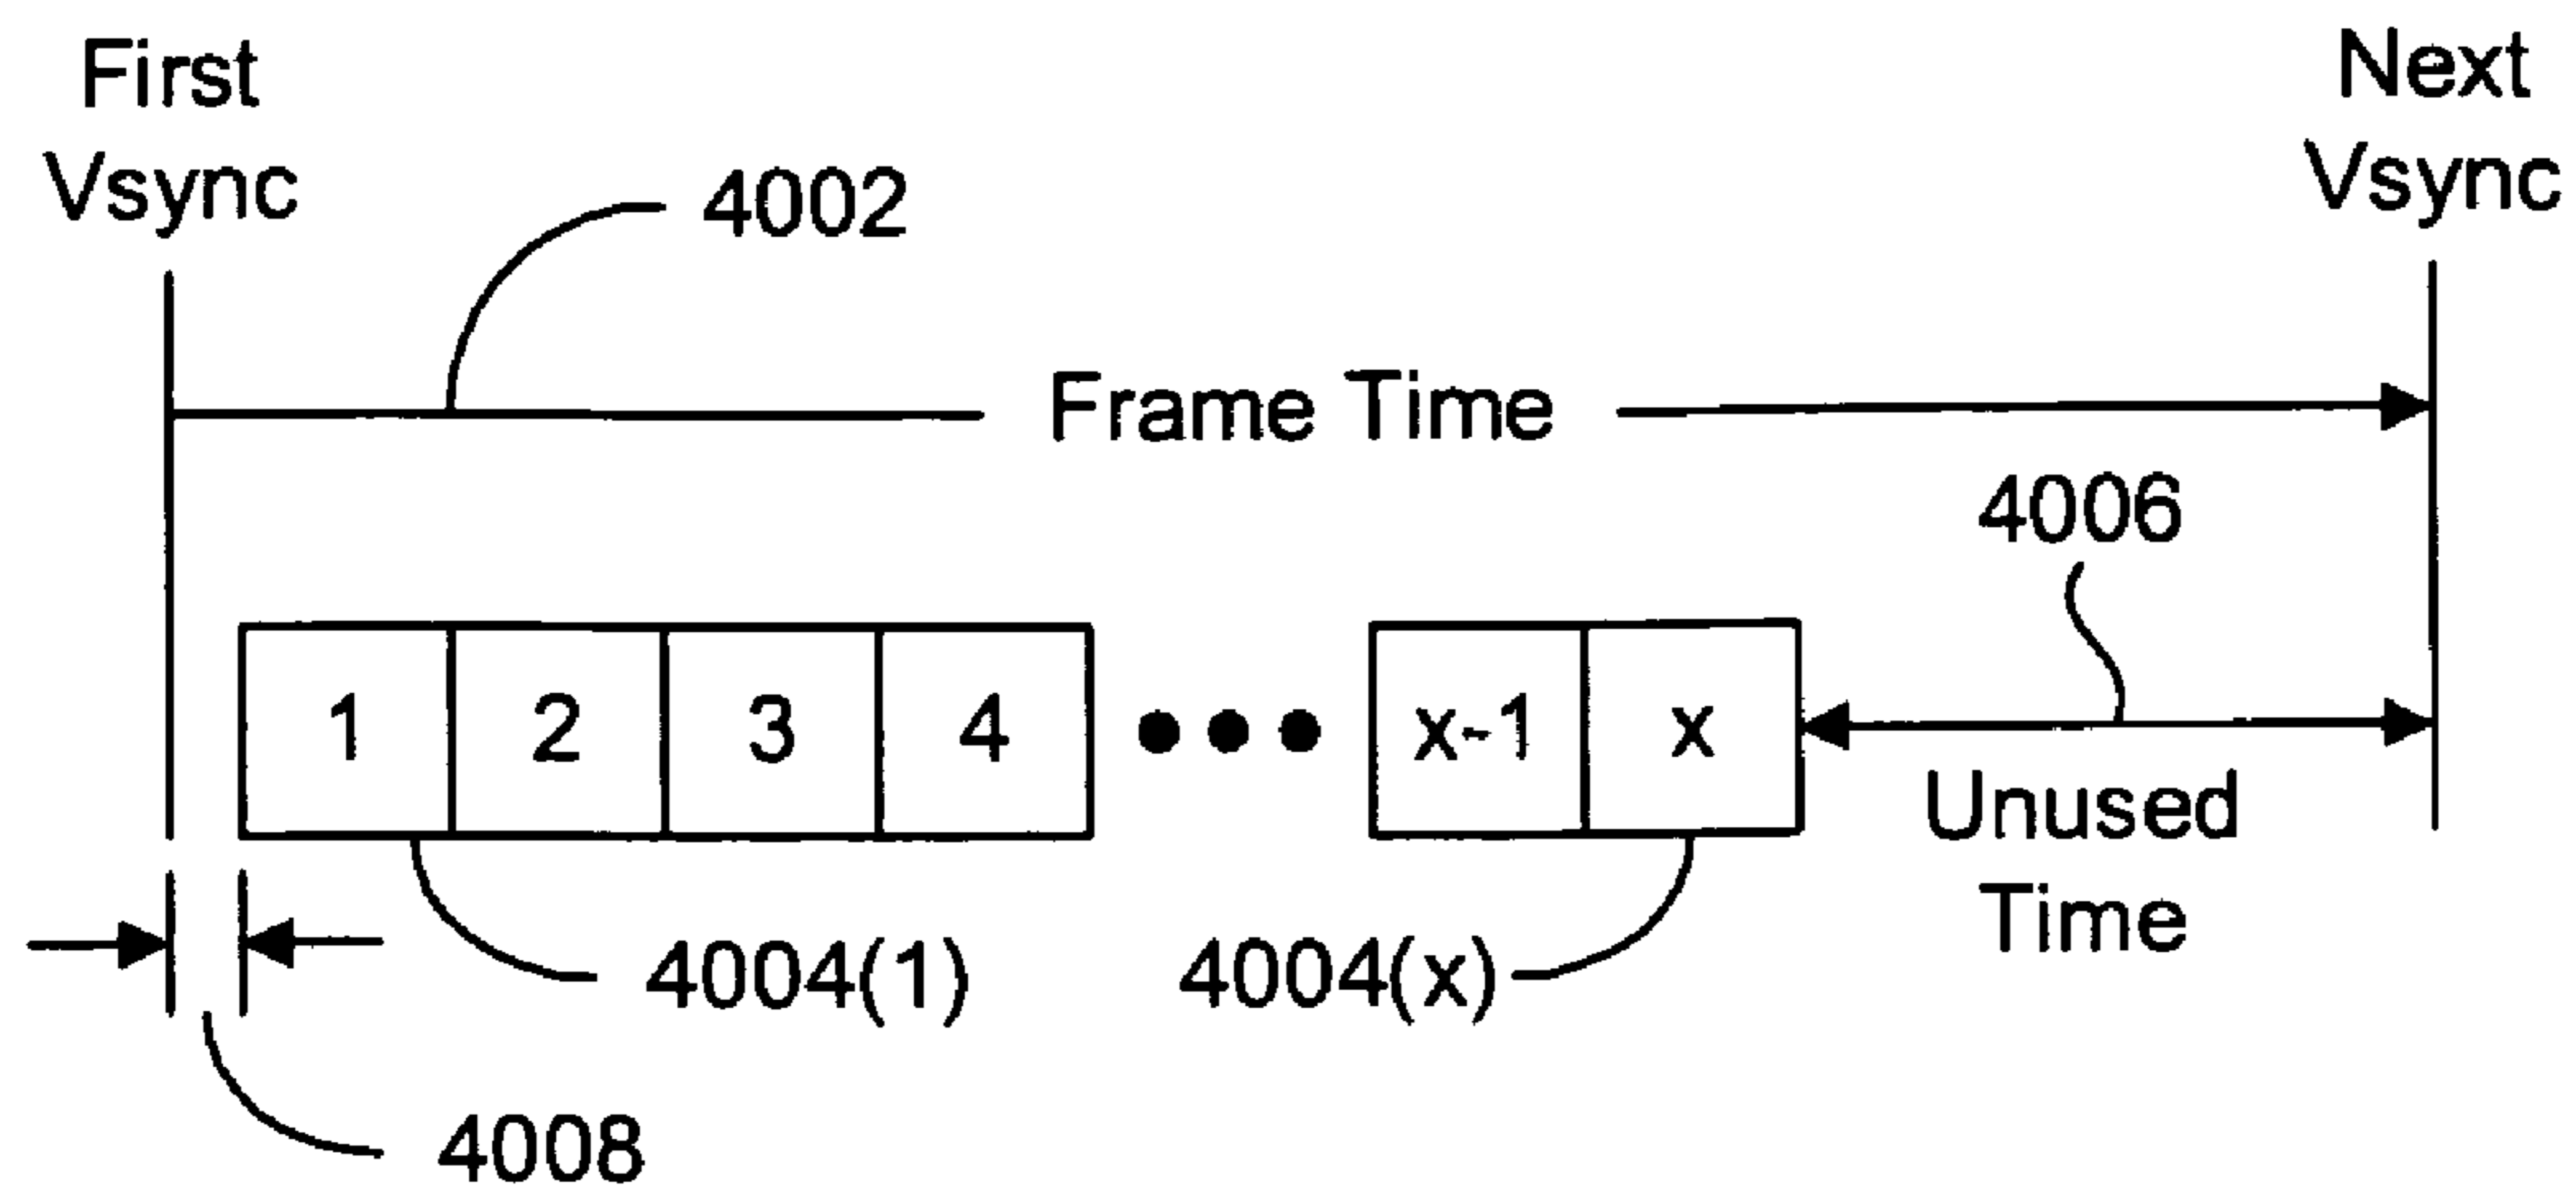 First
Vsync
Next
Vsync
4002
Frame Time
4006
1 2 3 4 ••• x-1 x
Unused
Time
4004(1)
4004(x)
4008